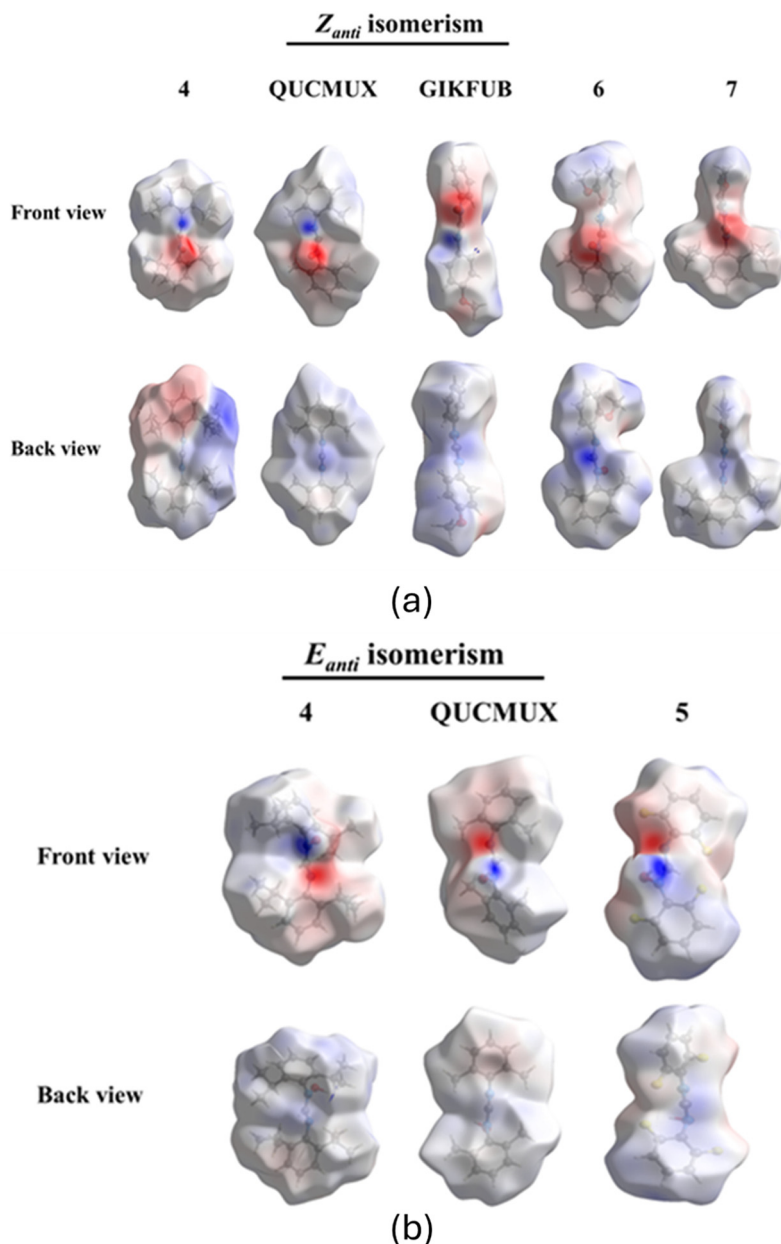 Zanti isomerism
4 QUCMUX GIKFUB 6 7
Front view
Back view
(a)
Eanti isomerism
4 QUCMUX 5
Front view
Back view
(b)